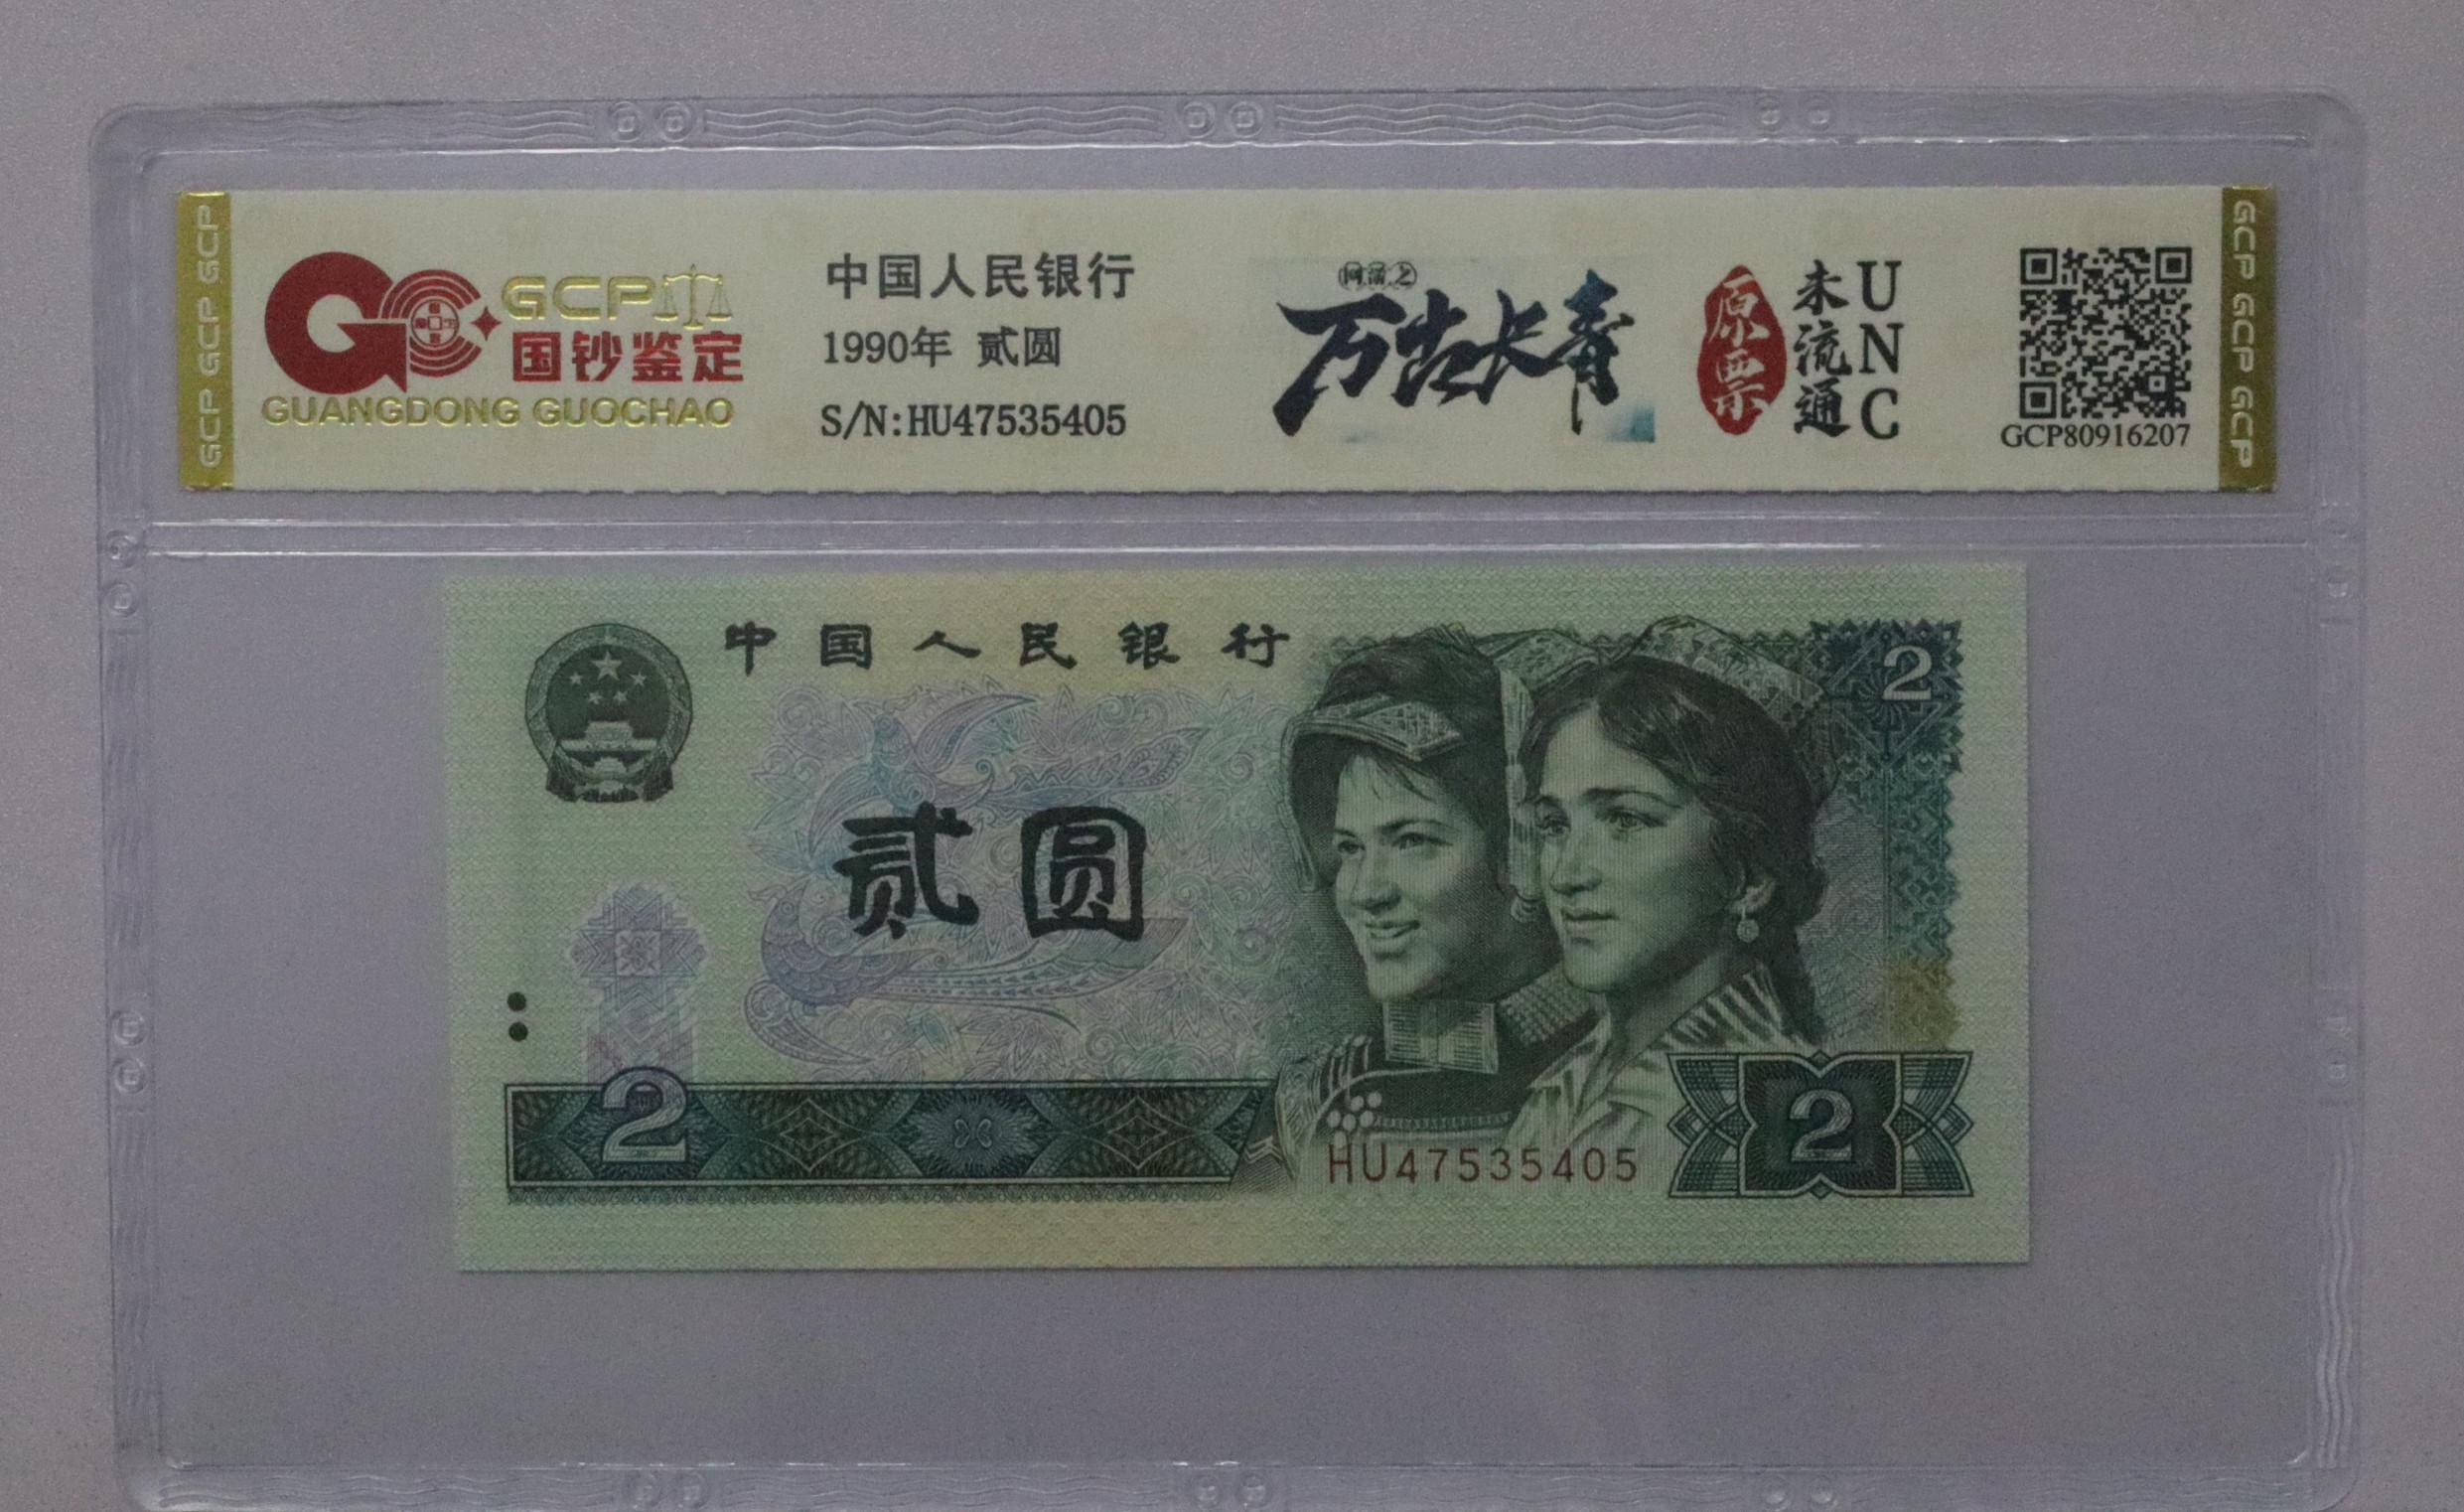 GCP GCP GCP
GCP
国钞鉴定
GUANGDONG GUOCHAO
中国人民银行
1990年 贰圆
S/N:HU47535405
万古长青
原票
未流通
UNC
GCP80916207
GCP GCP GCP
中国人民银行
2
贰圆
2
HU47535405
2